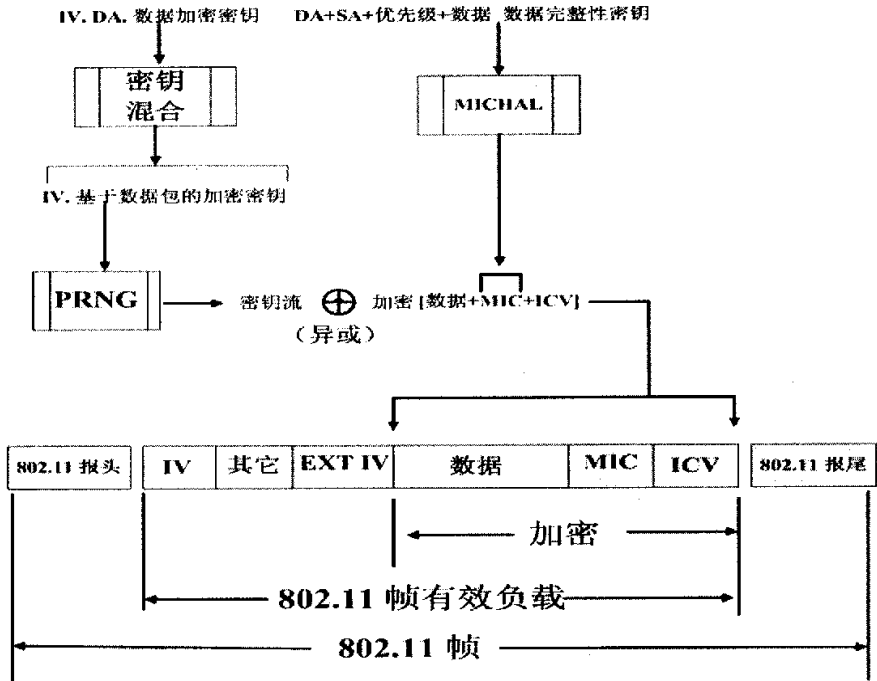 IV. DA. 数据加密密钥
DA+SA+优先级+数据 数据完整性密钥
密钥
混合
MICHAL
IV. 基于数据包的加密密钥
PRNG
密钥流
加密 [数据+MIC+ICV]
(异或)
802.11 报头
IV
其它
EXT IV
数据
MIC
ICV
802.11 报尾
加密
802.11 帧有效负载
802.11 帧